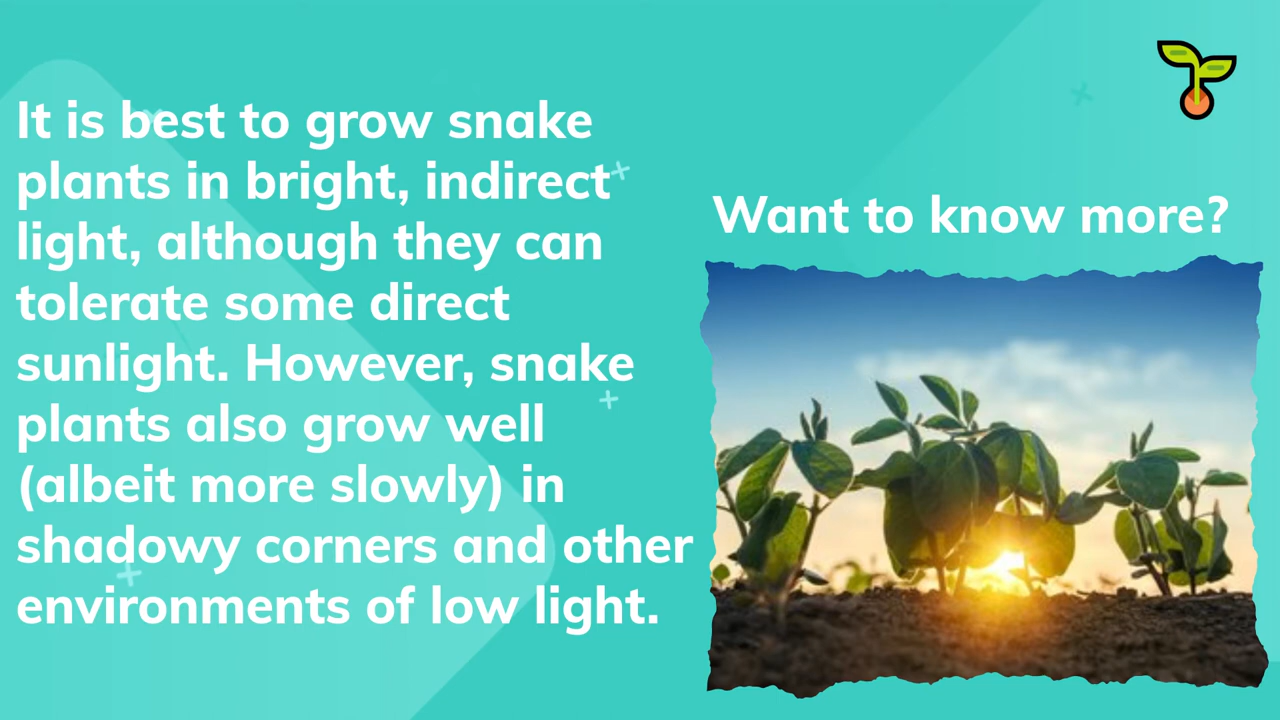 It is best to grow snake
plants in bright, indirect
light, although they can
tolerate some direct
sunlight. However, snake
plants also grow well
(albeit more slowly) in
shadowy corners and other
environments of low light.
Want to know more?